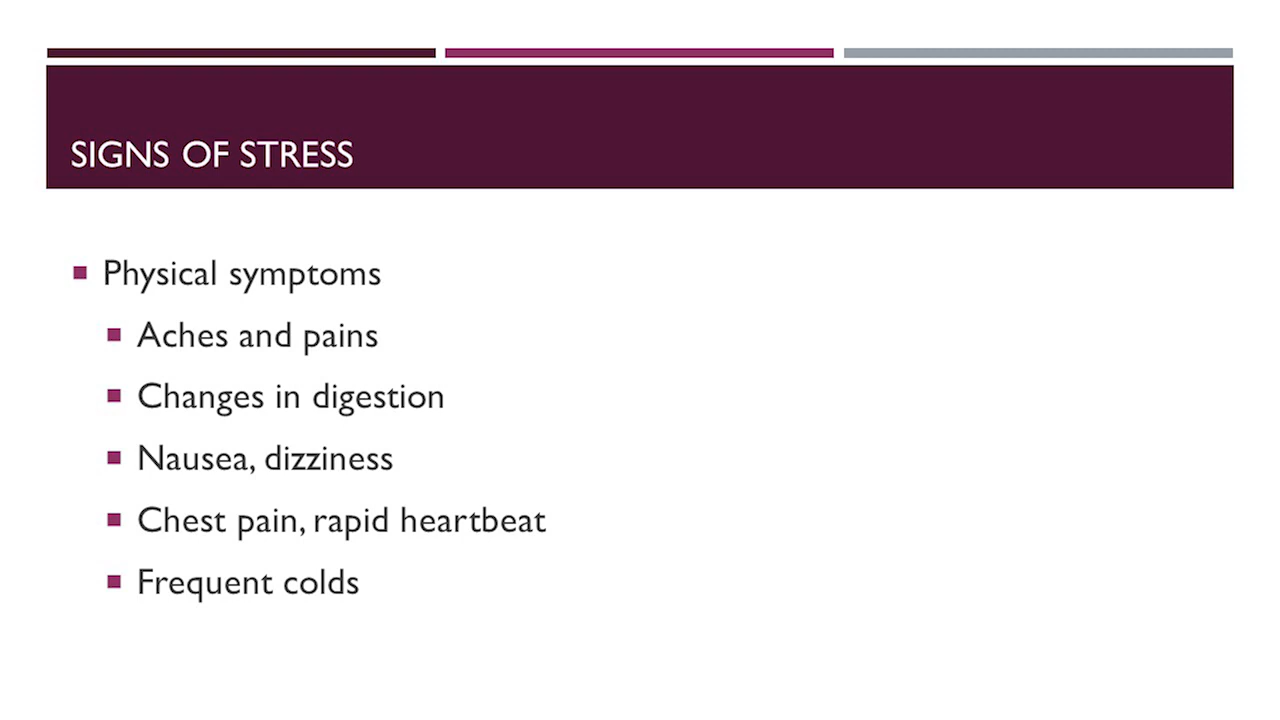 SIGNS OF STRESS
Physical symptoms
Aches and pains
Changes in digestion
Nausea, dizziness
Chest pain, rapid heartbeat
Frequent colds